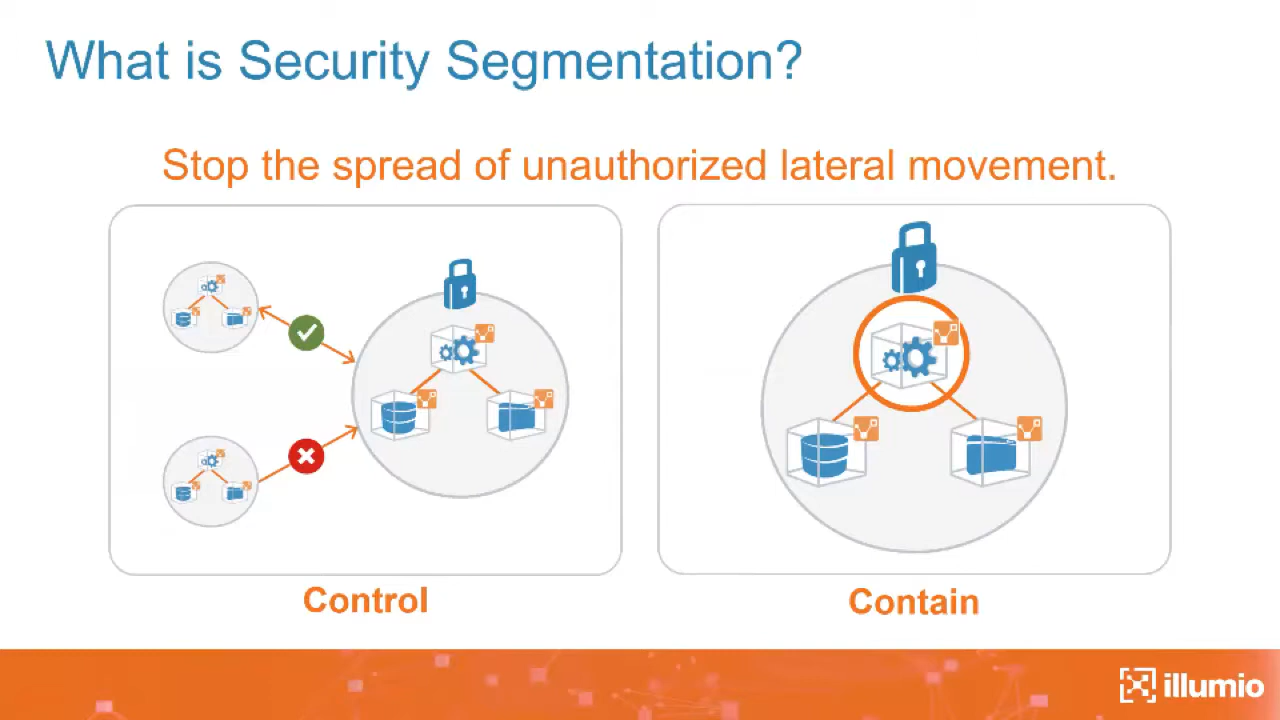 What is Security Segmentation?
Stop the spread of unauthorized lateral movement.
Control
Contain
illumio